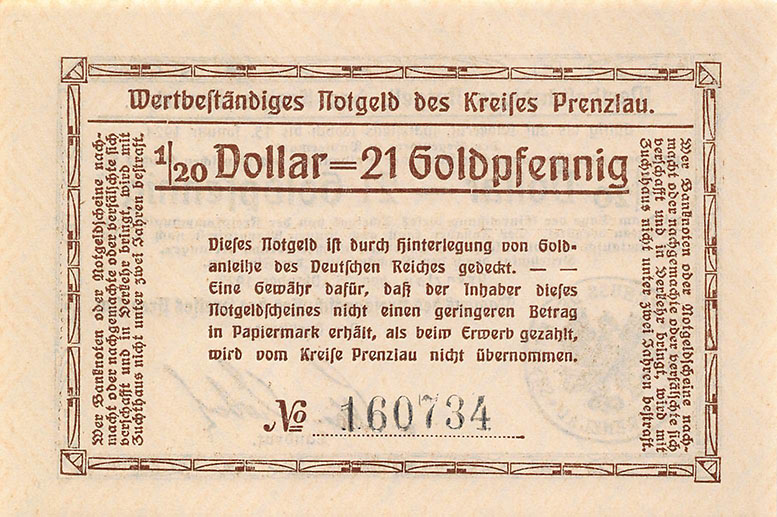 Wertbeständiges Notgeld des Kreises Prenzlau.
1/20 Dollar=21 Goldpfennig
Dieses Notgeld ist durch Hinterlegung von Gold-
anleihe des Deutschen Reiches gedeckt. — —
Eine Gewähr dafür, daß der Inhaber dieses
Notgeldscheines nicht einen geringeren Betrag
in Papiermark erhält, als beim Erwerb gezahlt,
wird vom Kreise Prenzlau nicht übernommen.
No 160734
Wer Banknoten oder Notgeldscheine nach-
macht oder nachgemachte oder verfälschte sich
verschafft und in Verkehr bringt, wird mit
Zuchthaus nicht unter zwei Jahren bestraft.
Wer Banknoten oder Notgeldscheine nach-
macht oder nachgemachte oder verfälschte sich
verschafft und in Verkehr bringt, wird mit
Zuchthaus nicht unter zwei Jahren bestraft.